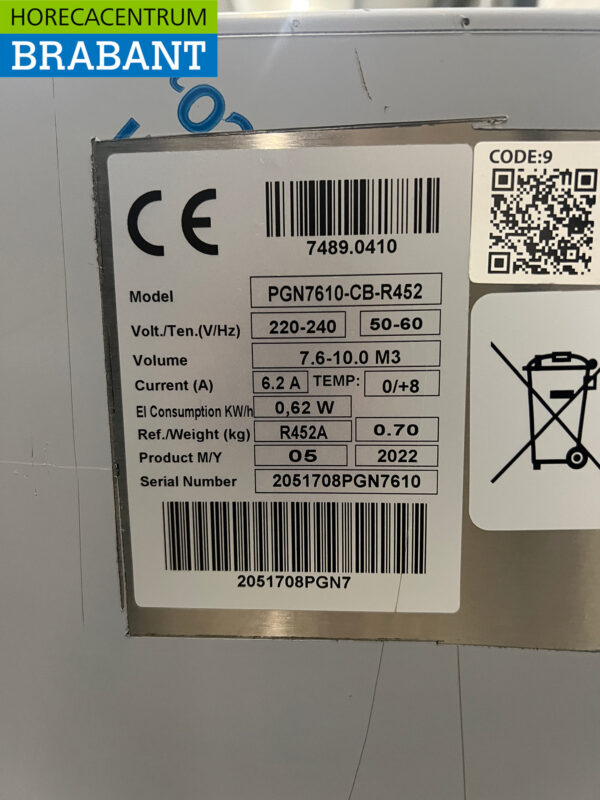 HORECACENTRUM
BRABANT
CODE:9
CE
7489.0410
Model PGN7610-CB-R452
Volt./Ten.(V/Hz) 220-240 50-60
Volume 7.6-10.0 M3
Current (A) 6.2 A TEMP: 0/+8
El Consumption KW/h 0,62 W
Ref./Weight (kg) R452A 0.70
Product M/Y 05 2022
Serial Number 2051708PGN7610
2051708PGN7